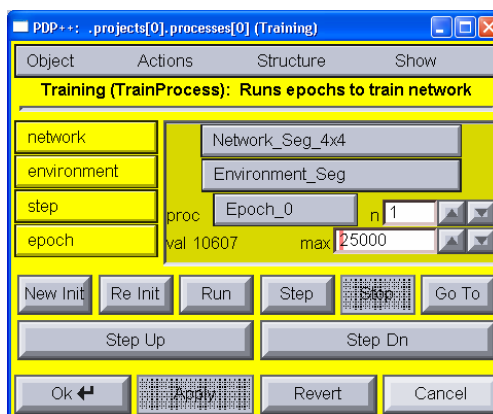 PDP++: .projects[0].processes[0] (Training)
Object Actions Structure Show
Training (TrainProcess): Runs epochs to train network
network Network_Seg_4x4
environment Environment_Seg
step proc Epoch_0 n 1
epoch val 10607 max 25000
New Init Re Init Run Step Stop Go To
Step Up Step Dn
Ok Apply Revert Cancel